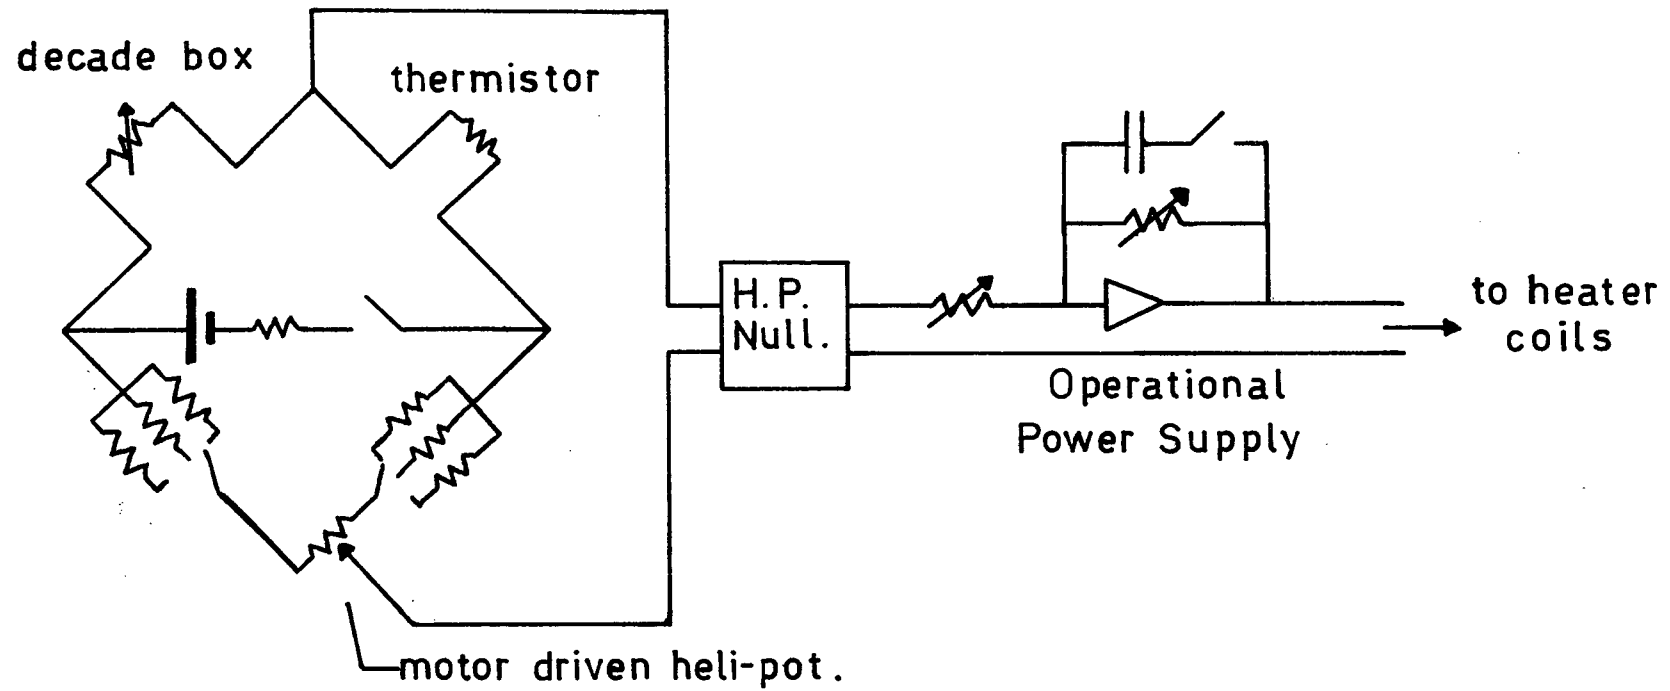 decade box
thermistor
H.P.
Null.
to heater
coils
Operational
Power Supply
motor driven heli-pot.